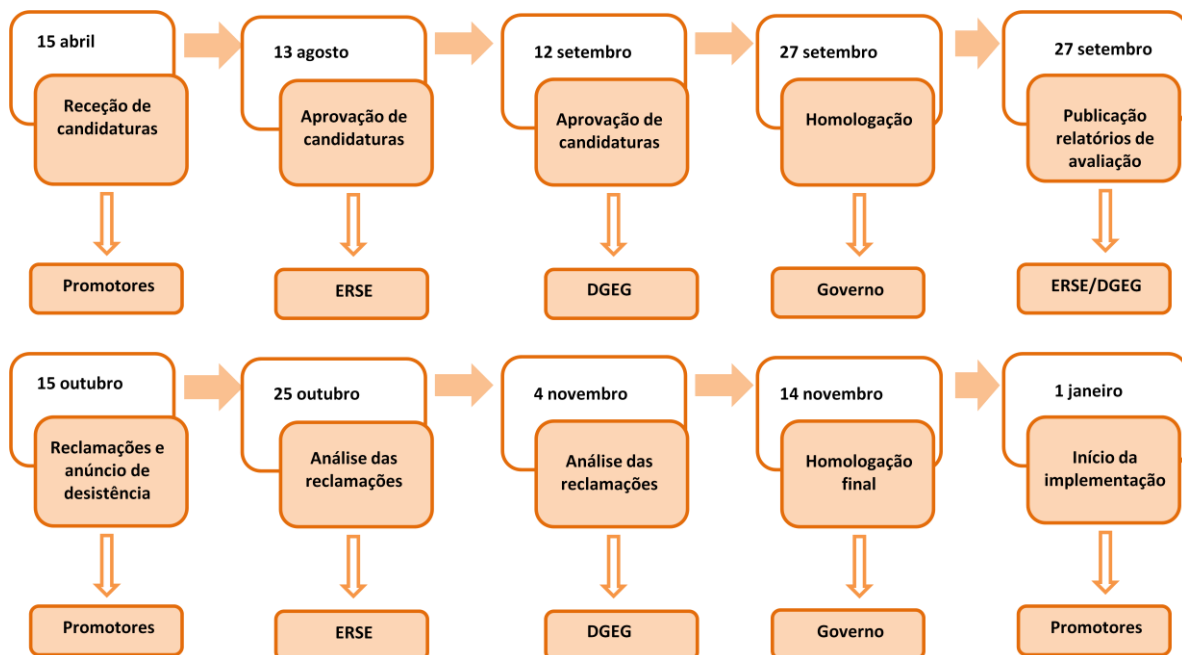 15 abril
Receção de
candidaturas
Promotores
13 agosto
Aprovação de
candidaturas
ERSE
12 setembro
Aprovação de
candidaturas
DGEG
27 setembro
Homologação
Governo
27 setembro
Publicação
relatórios de
avaliação
ERSE/DGEG
15 outubro
Reclamações e
anúncio de
desistência
Promotores
25 outubro
Análise das
reclamações
ERSE
4 novembro
Análise das
reclamações
DGEG
14 novembro
Homologação
final
Governo
1 janeiro
Início da
implementação
Promotores